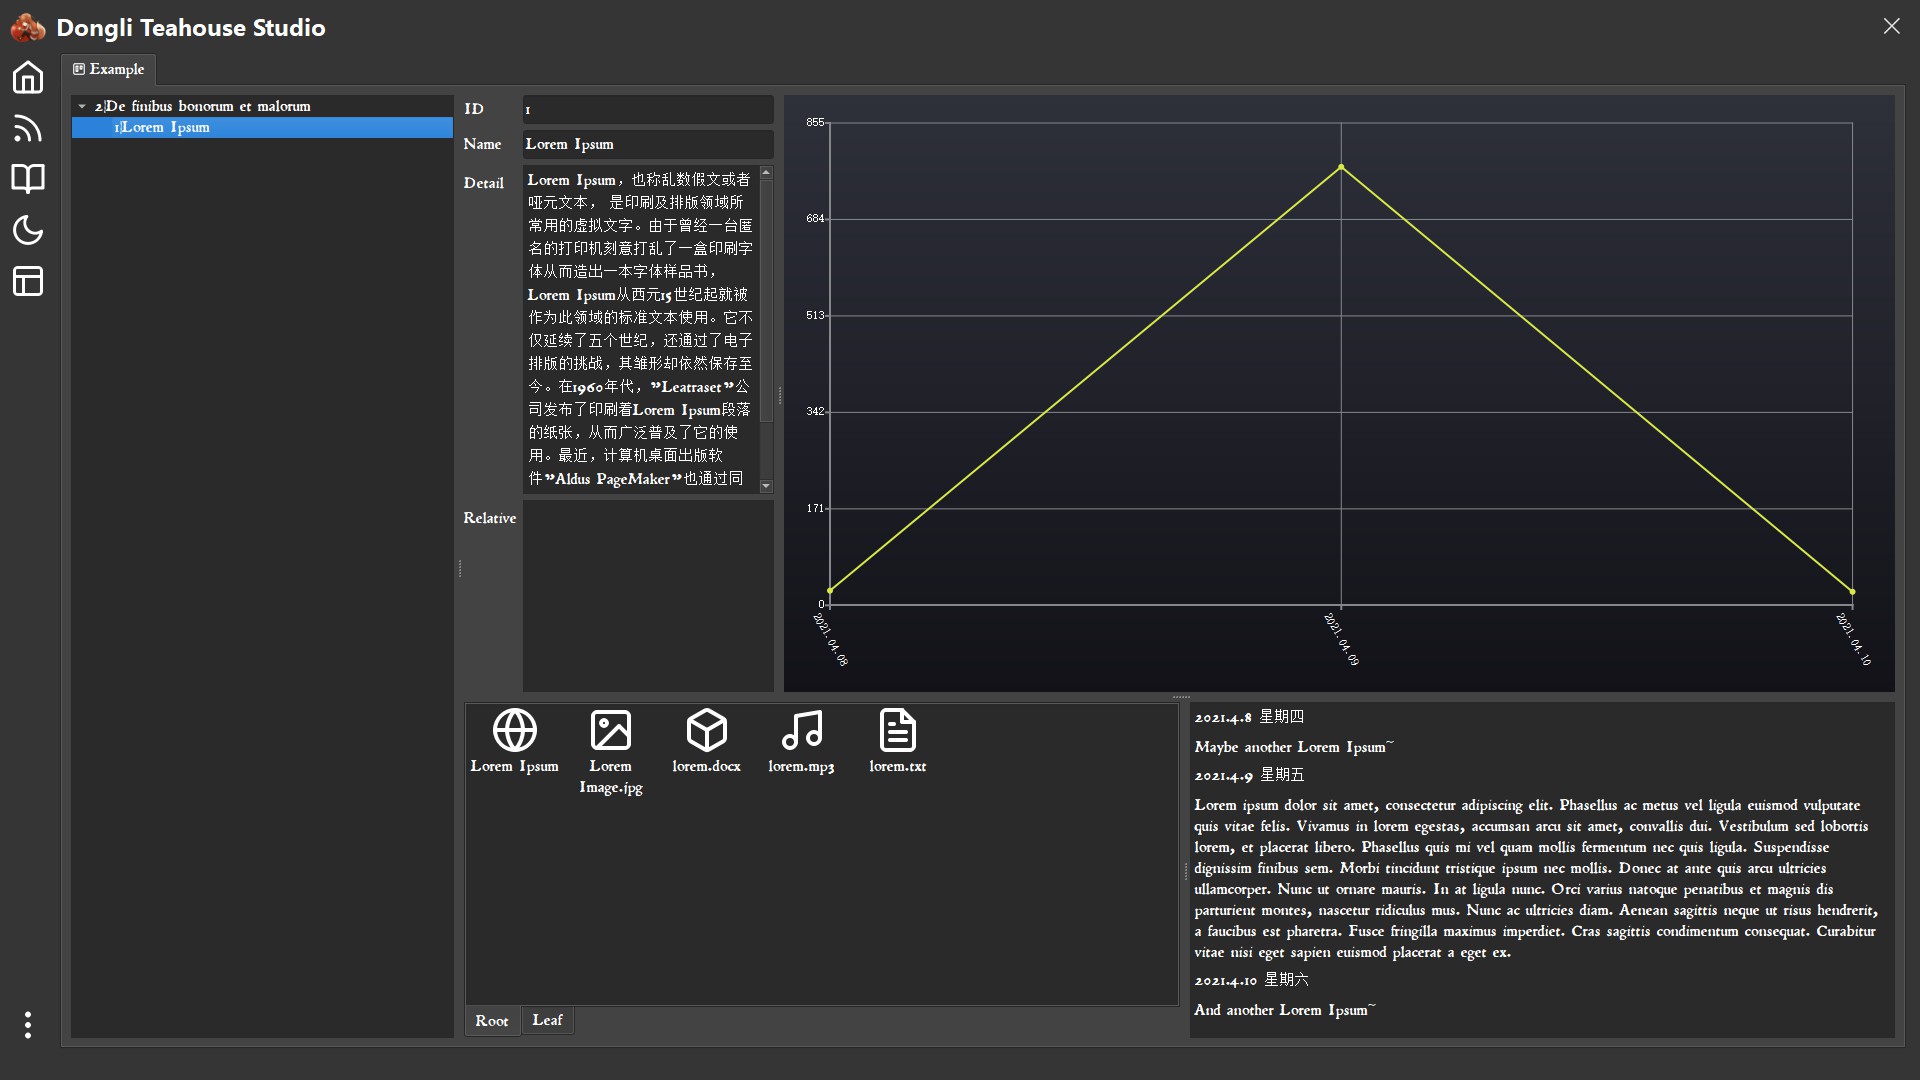 Dongli Teahouse Studio
Example
2|De finibus bonorum et malorum
1|Lorem Ipsum
ID
1
Name
Lorem Ipsum
Detail
Lorem Ipsum，也称乱数假文或者
哑元文本， 是印刷及排版领域所
常用的虚拟文字。由于曾经一台匿
名的打印机刻意打乱了一盒印刷字
体从而造出一本字体样品书，
Lorem Ipsum从西元15世纪起就被
作为此领域的标准文本使用。它不
仅延续了五个世纪，还通过了电子
排版的挑战，其雏形却依然保存至
今。在1960年代，”Leatraset”公
司发布了印刷着Lorem Ipsum段落
的纸张，从而广泛普及了它的使
用。最近，计算机桌面出版软
件”Aldus PageMaker”也通过同
Relative
855
684
513
342
171
0
2021.04.08
2021.04.09
2021.04.10
Lorem Ipsum
Lorem
Image.jpg
lorem.docx
lorem.mp3
lorem.txt
Root
Leaf
2021.4.8 星期四
Maybe another Lorem Ipsum~
2021.4.9 星期五
Lorem ipsum dolor sit amet, consectetur adipiscing elit. Phasellus ac metus vel ligula euismod vulputate
quis vitae felis. Vivamus in lorem egestas, accumsan arcu sit amet, convallis dui. Vestibulum sed lobortis
lorem, et placerat libero. Phasellus quis mi vel quam mollis fermentum nec quis ligula. Suspendisse
dignissim finibus sem. Morbi tincidunt tristique ipsum nec mollis. Donec at ante quis arcu ultricies
ullamcorper. Nunc ut ornare mauris. In at ligula nunc. Orci varius natoque penatibus et magnis dis
parturient montes, nascetur ridiculus mus. Nunc ac ultricies diam. Aenean sagittis neque ut risus hendrerit,
a faucibus est pharetra. Fusce fringilla maximus imperdiet. Cras sagittis condimentum consequat. Curabitur
vitae nisi eget sapien euismod placerat a eget ex.
2021.4.10 星期六
And another Lorem Ipsum~